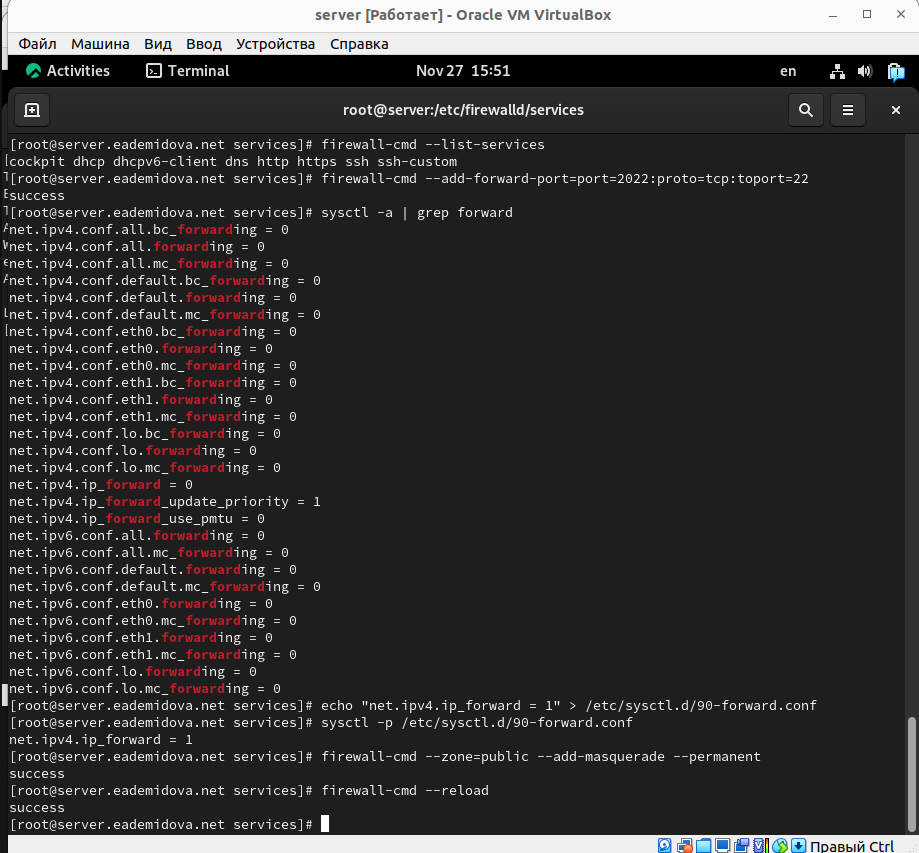 server [Работает] - Oracle VM VirtualBox
Файл Машина Вид Ввод Устройства Справка
Activities Terminal Nov 27 15:51 en
root@server:/etc/firewalld/services
[root@server.eademidova.net services]# firewall-cmd --list-services
cockpit dhcp dhcpv6-client dns http https ssh ssh-custom
[root@server.eademidova.net services]# firewall-cmd --add-forward-port=port=2022:proto=tcp:toport=22
success
[root@server.eademidova.net services]# sysctl -a | grep forward
net.ipv4.conf.all.bc_forwarding = 0
net.ipv4.conf.all.forwarding = 0
net.ipv4.conf.all.mc_forwarding = 0
net.ipv4.conf.default.bc_forwarding = 0
net.ipv4.conf.default.forwarding = 0
net.ipv4.conf.default.mc_forwarding = 0
net.ipv4.conf.eth0.bc_forwarding = 0
net.ipv4.conf.eth0.forwarding = 0
net.ipv4.conf.eth0.mc_forwarding = 0
net.ipv4.conf.eth1.bc_forwarding = 0
net.ipv4.conf.eth1.forwarding = 0
net.ipv4.conf.eth1.mc_forwarding = 0
net.ipv4.conf.lo.bc_forwarding = 0
net.ipv4.conf.lo.forwarding = 0
net.ipv4.conf.lo.mc_forwarding = 0
net.ipv4.ip_forward = 0
net.ipv4.ip_forward_update_priority = 1
net.ipv4.ip_forward_use_pmtu = 0
net.ipv6.conf.all.forwarding = 0
net.ipv6.conf.all.mc_forwarding = 0
net.ipv6.conf.default.forwarding = 0
net.ipv6.conf.default.mc_forwarding = 0
net.ipv6.conf.eth0.forwarding = 0
net.ipv6.conf.eth0.mc_forwarding = 0
net.ipv6.conf.eth1.forwarding = 0
net.ipv6.conf.eth1.mc_forwarding = 0
net.ipv6.conf.lo.forwarding = 0
net.ipv6.conf.lo.mc_forwarding = 0
[root@server.eademidova.net services]# echo "net.ipv4.ip_forward = 1" > /etc/sysctl.d/90-forward.conf
[root@server.eademidova.net services]# sysctl -p /etc/sysctl.d/90-forward.conf
net.ipv4.ip_forward = 1
[root@server.eademidova.net services]# firewall-cmd --zone=public --add-masquerade --permanent
success
[root@server.eademidova.net services]# firewall-cmd --reload
success
[root@server.eademidova.net services]#
Правый Ctrl